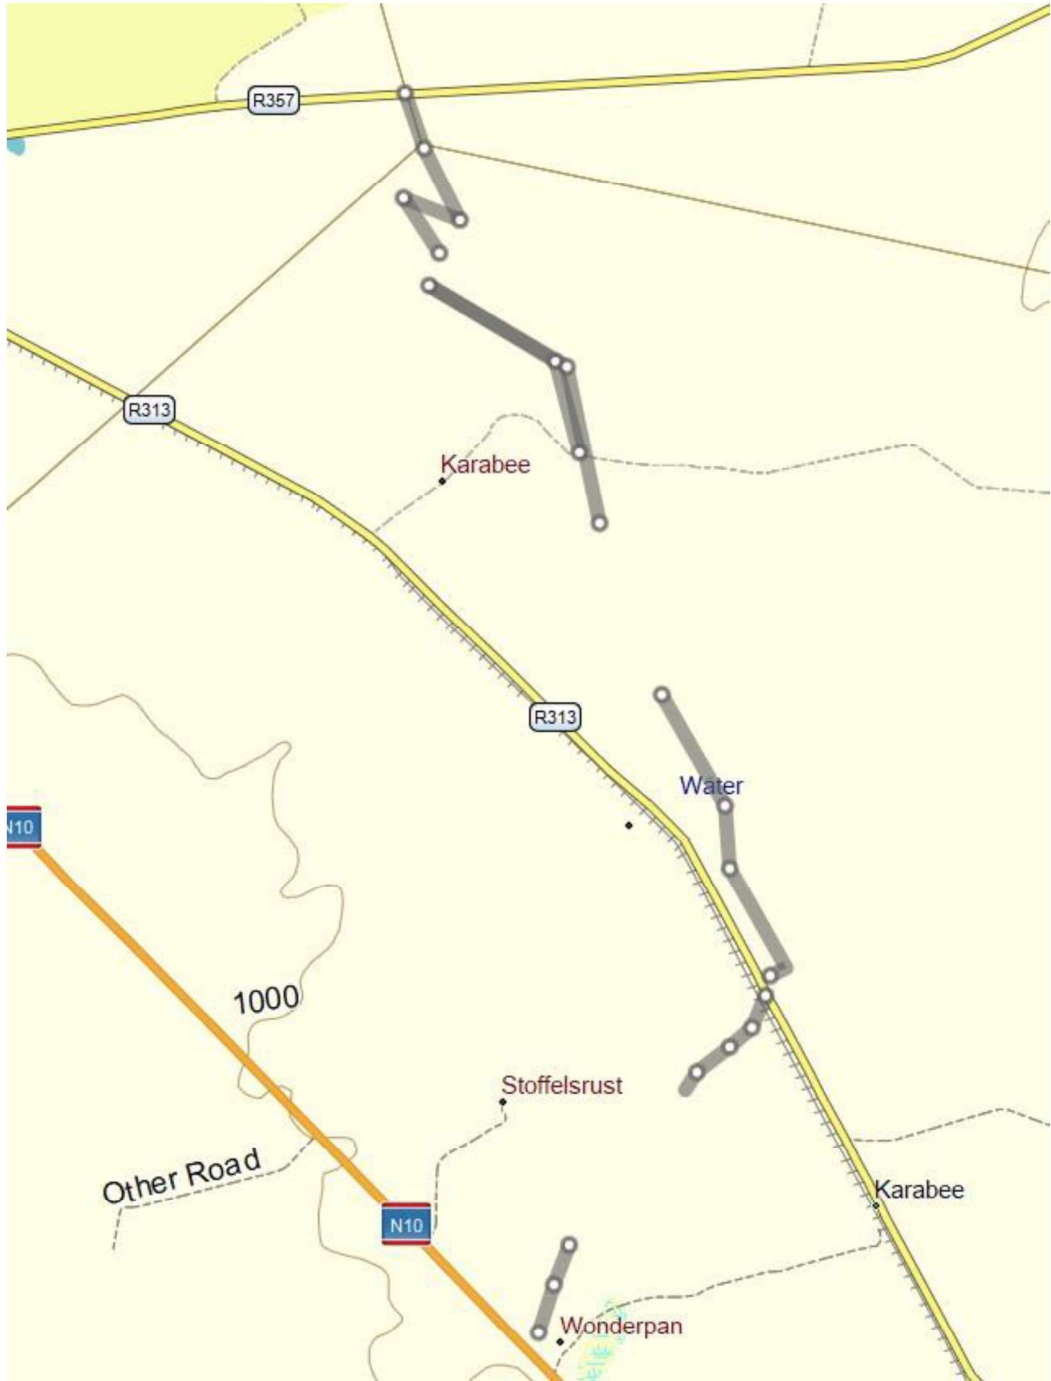 R357
R313
Karabee
R313
Water
N10
1000
Stoffelsrust
Other Road
Karabee
N10
Wonderpan